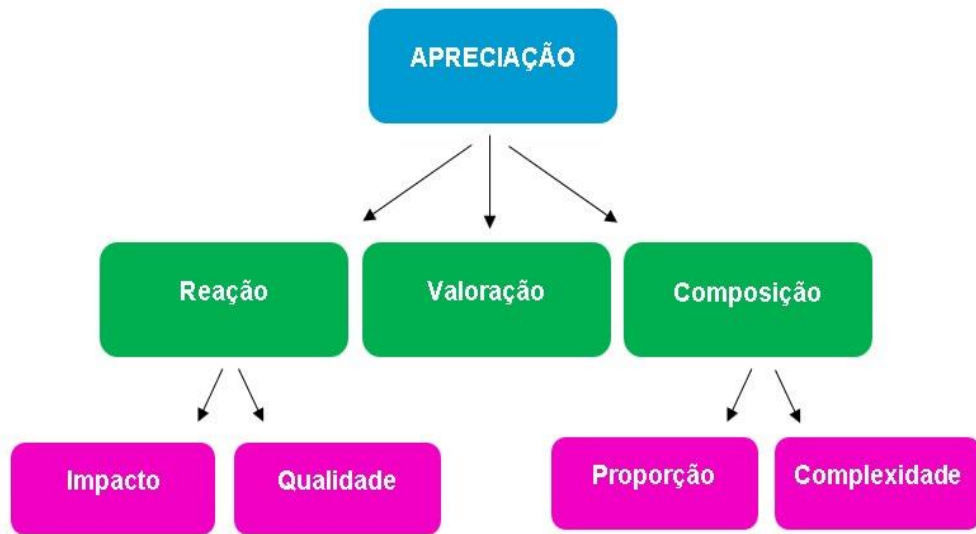 APRECIAÇÃO
Reação
Valoração
Composição
Impacto
Qualidade
Proporção
Complexidade